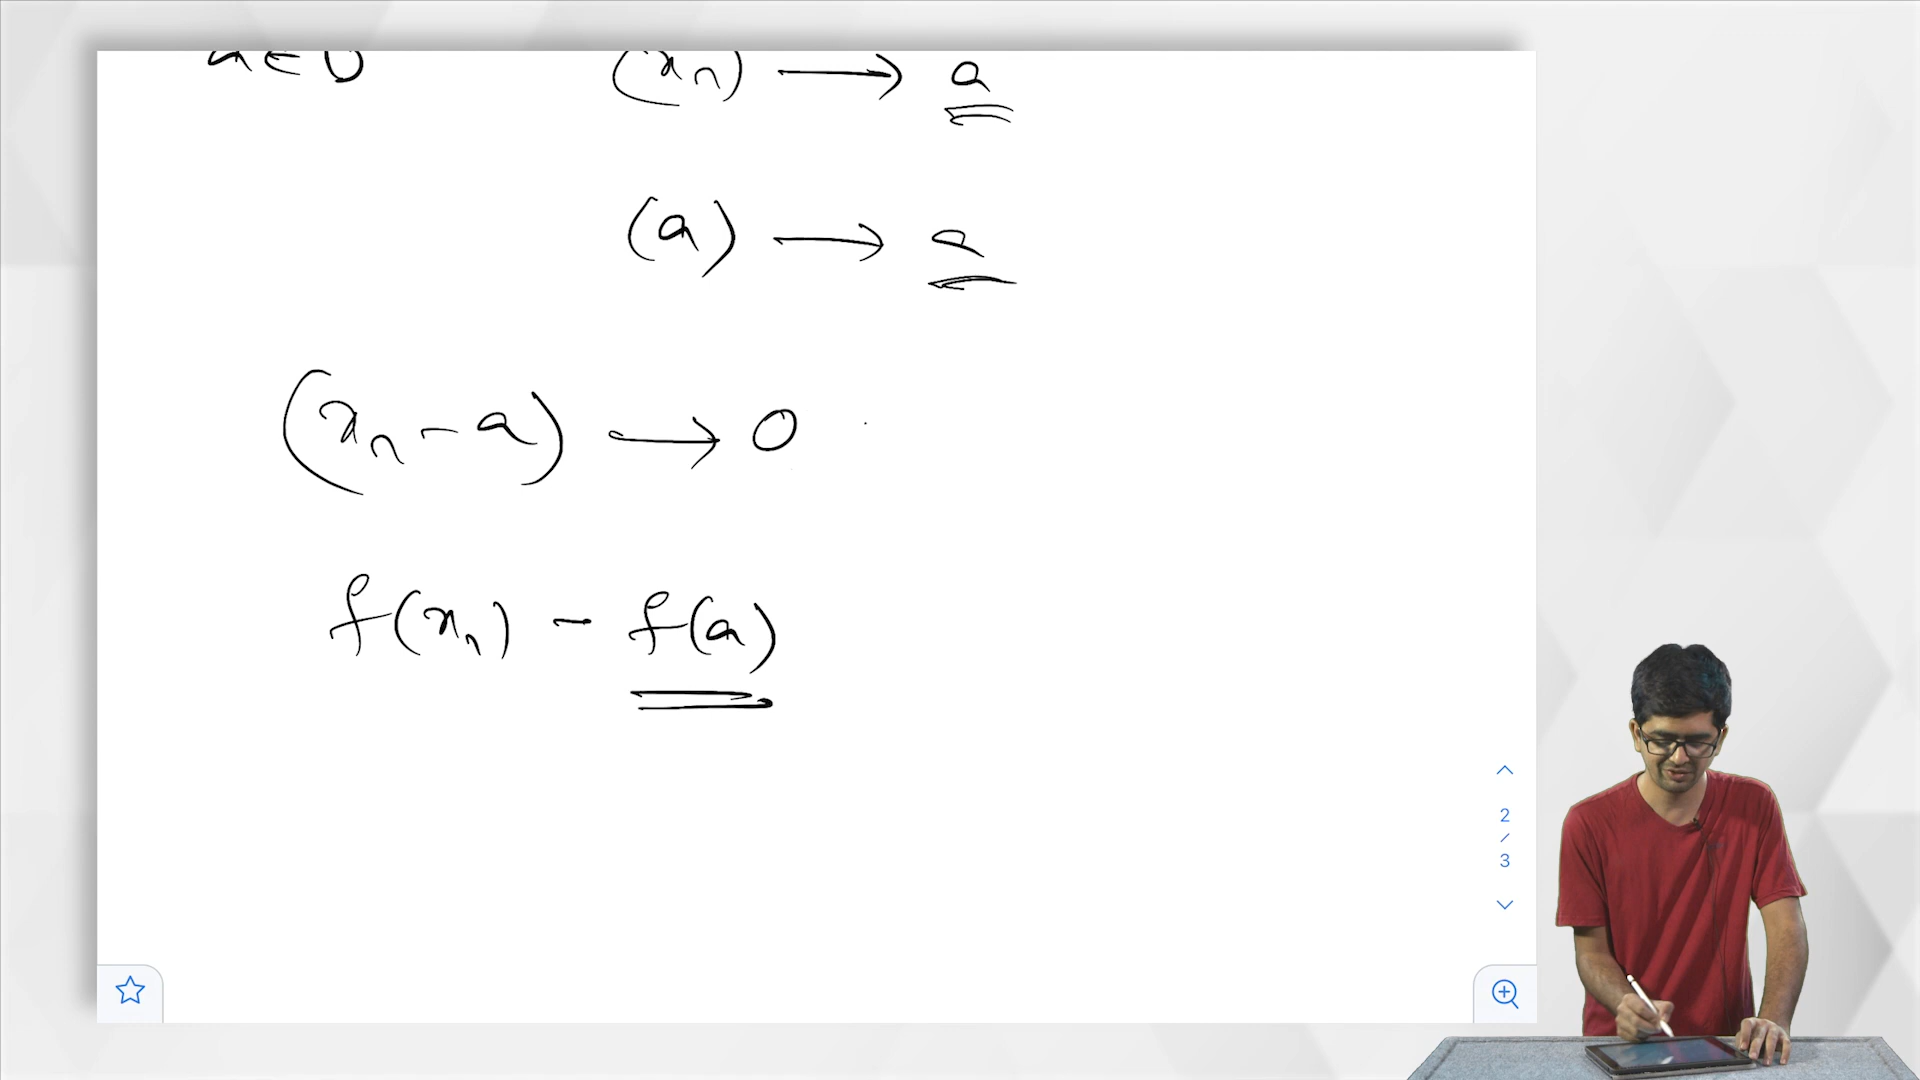 a ∈ D (xₙ) ⟶ a
(a) ⟶ a
(xₙ - a) ⟶ 0
f(xₙ) - f(a)
2
/
3